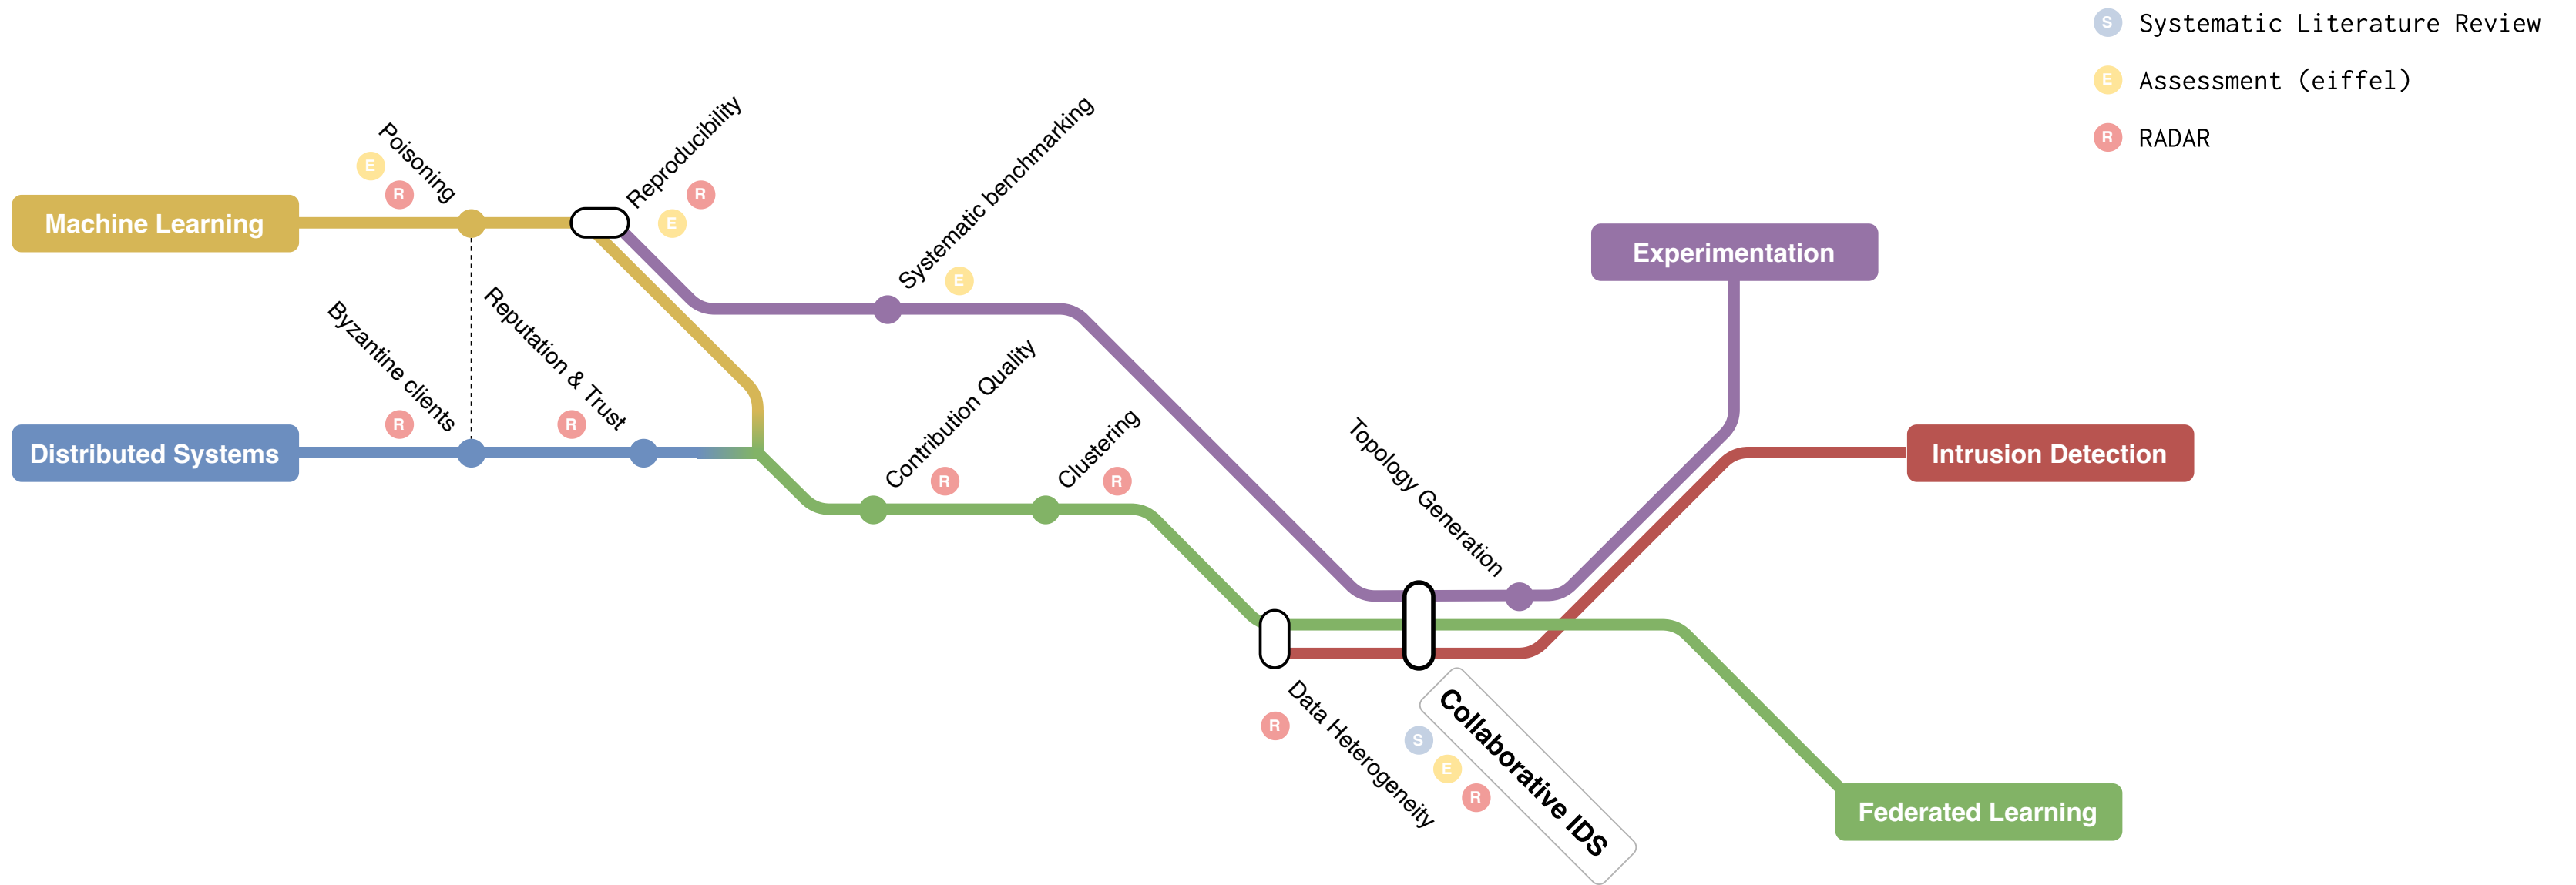 S Systematic Literature Review
E Assessment (eiffel)
R RADAR
Poisoning
E
R
Reproducibility
R
E
Systematic benchmarking
E
Machine Learning
Experimentation
Byzantine clients
R
Reputation & Trust
R
Contribution Quality
R
Clustering
R
Distributed Systems
Topology Generation
Intrusion Detection
Data Heterogeneity
R
Collaborative IDS
S
E
R
Federated Learning